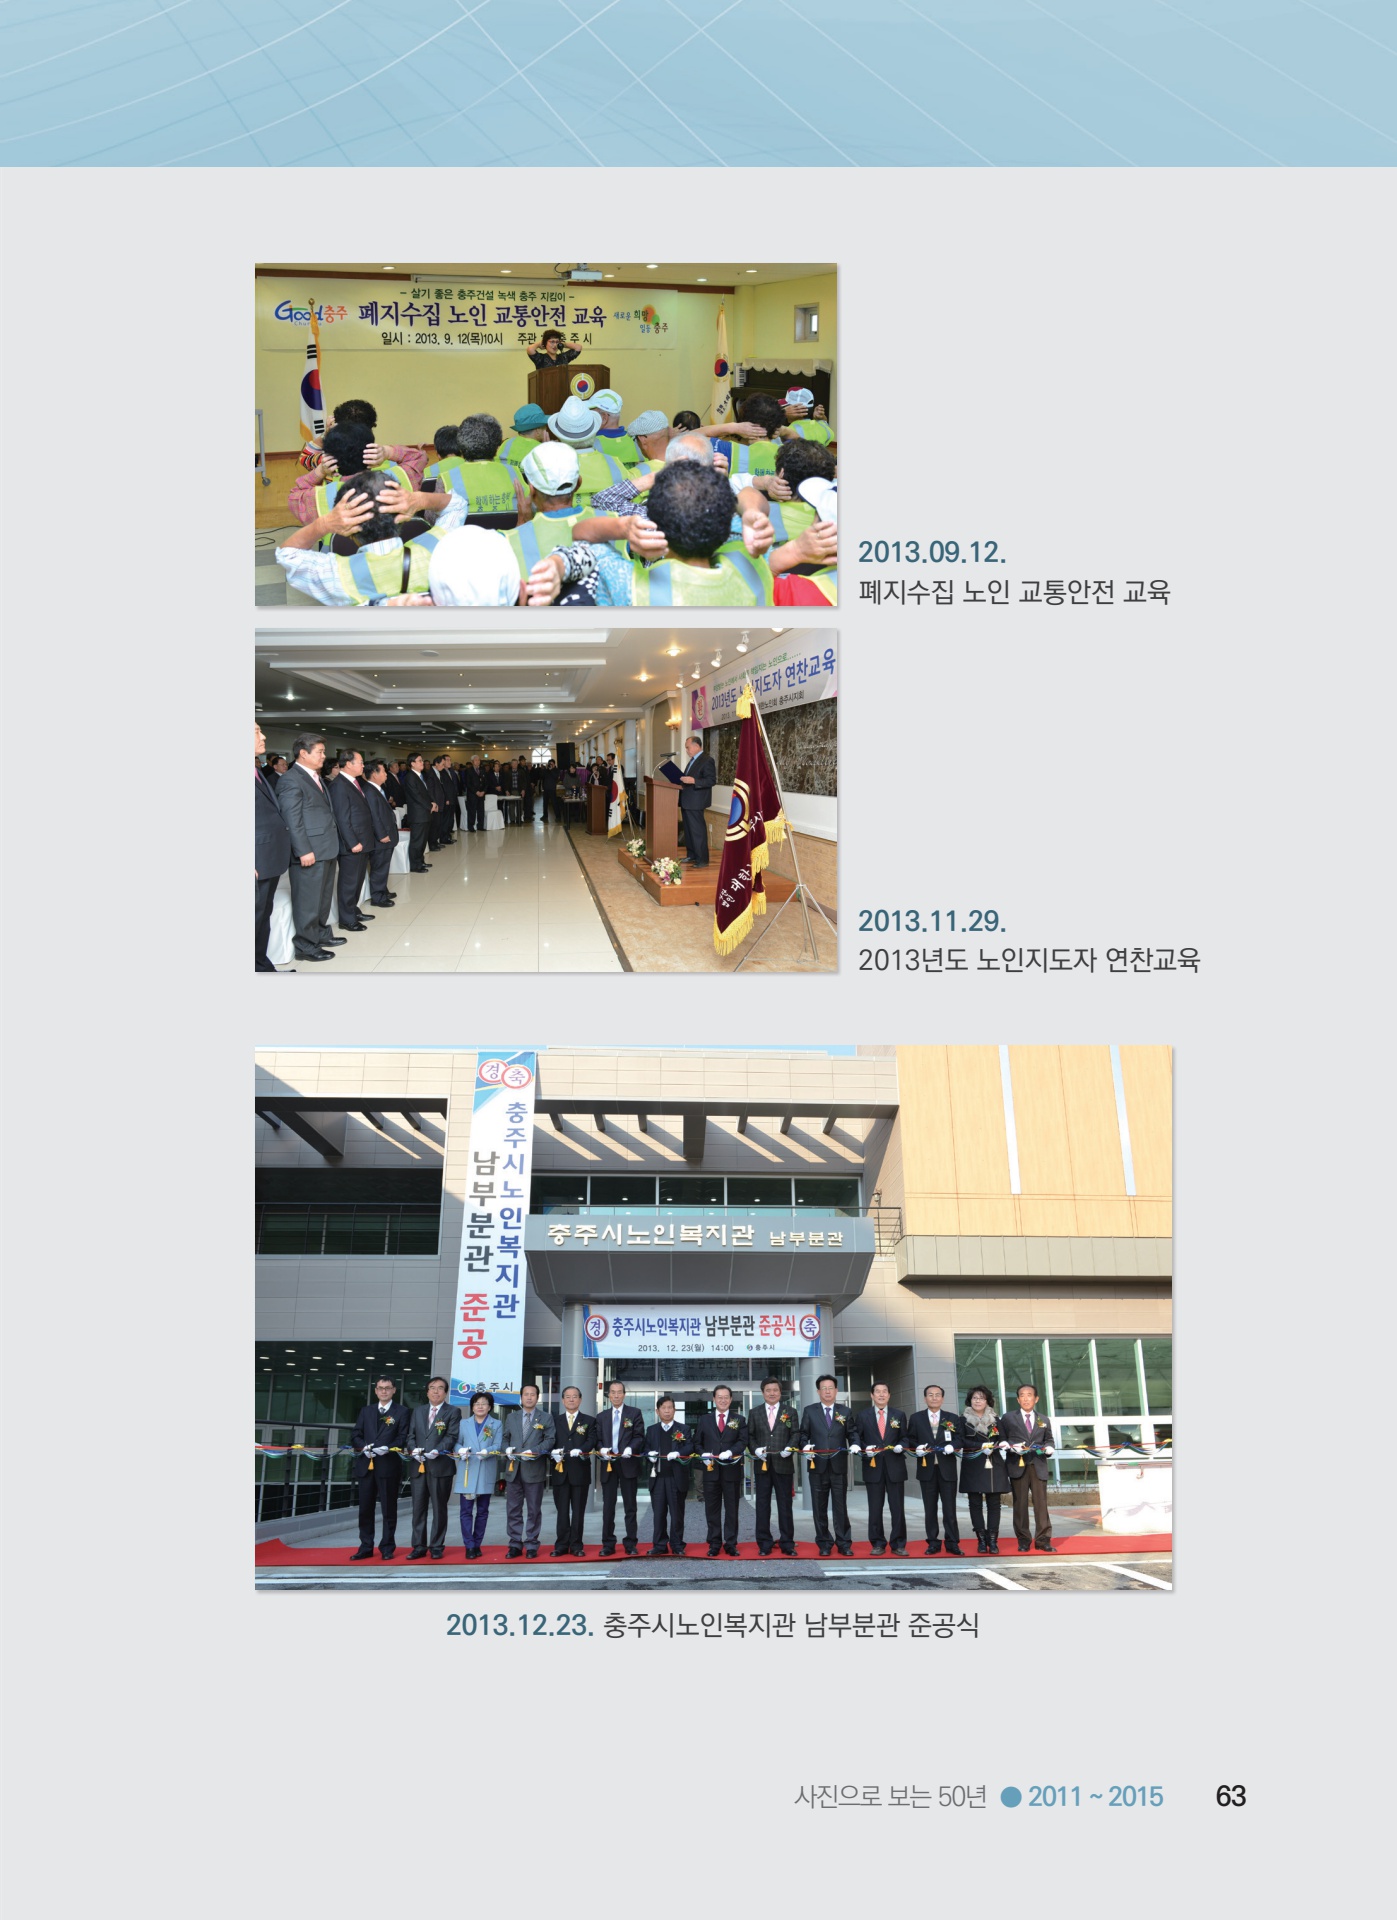 - 살기 좋은 충주건설 녹색 충주 지킴이 -
Good충주
폐지수집 노인 교통안전 교육
새로운 희망
충주
일시 : 2013. 9. 12(목)10시 주관 주 시
2013.09.12.
폐지수집 노인 교통안전 교육
2013년도 노인지도자 연찬교육
충주시지회
2013.11.29.
2013년도 노인지도자 연찬교육
경축
충주시노인복지관
남부분관 준공
충주시
충주시노인복지관 남부분관
경 충주시노인복지관 남부분관 준공식 축
2013. 12. 23(월) 14:00 충주시
2013.12.23. 충주시노인복지관 남부분관 준공식
사진으로 보는 50년 ● 2011 ~ 2015 63